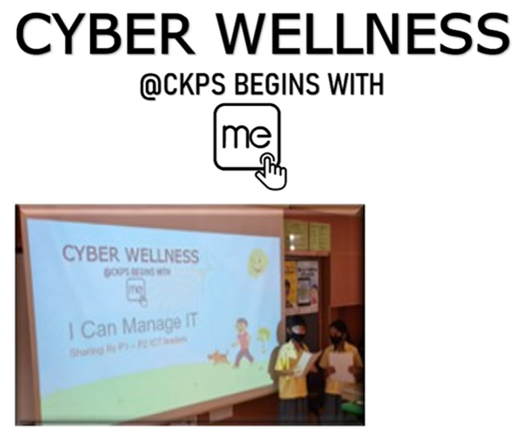 CYBER WELLNESS
@CKPS BEGINS WITH
me
CYBER WELLNESS
@CKPS BEGINS WITH
me
I Can Manage IT
Sharing By P1 – P2 ICT leaders